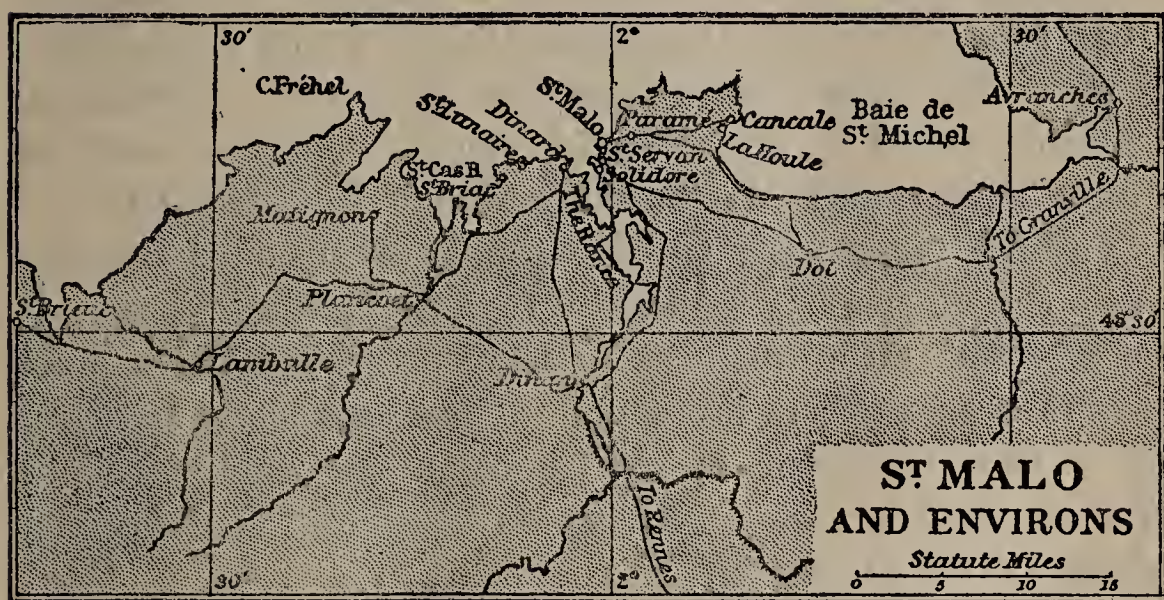 30'
2°
30'
C. Fréhel
St. Malo
Dinard
St. Lunaire
Avranches
Parame
Cancale
Baie de
St. Michel
St. Servan
La Houle
Solidore
St. Cas B.
St. Briac
The Rance
Matignons
To Granville
Dol
Plancoet
St. Brieuc
48°30'
Lamballe
Dinan
ST. MALO
AND ENVIRONS
To Rennes
Statute Miles
0 5 10 15
30'
2°